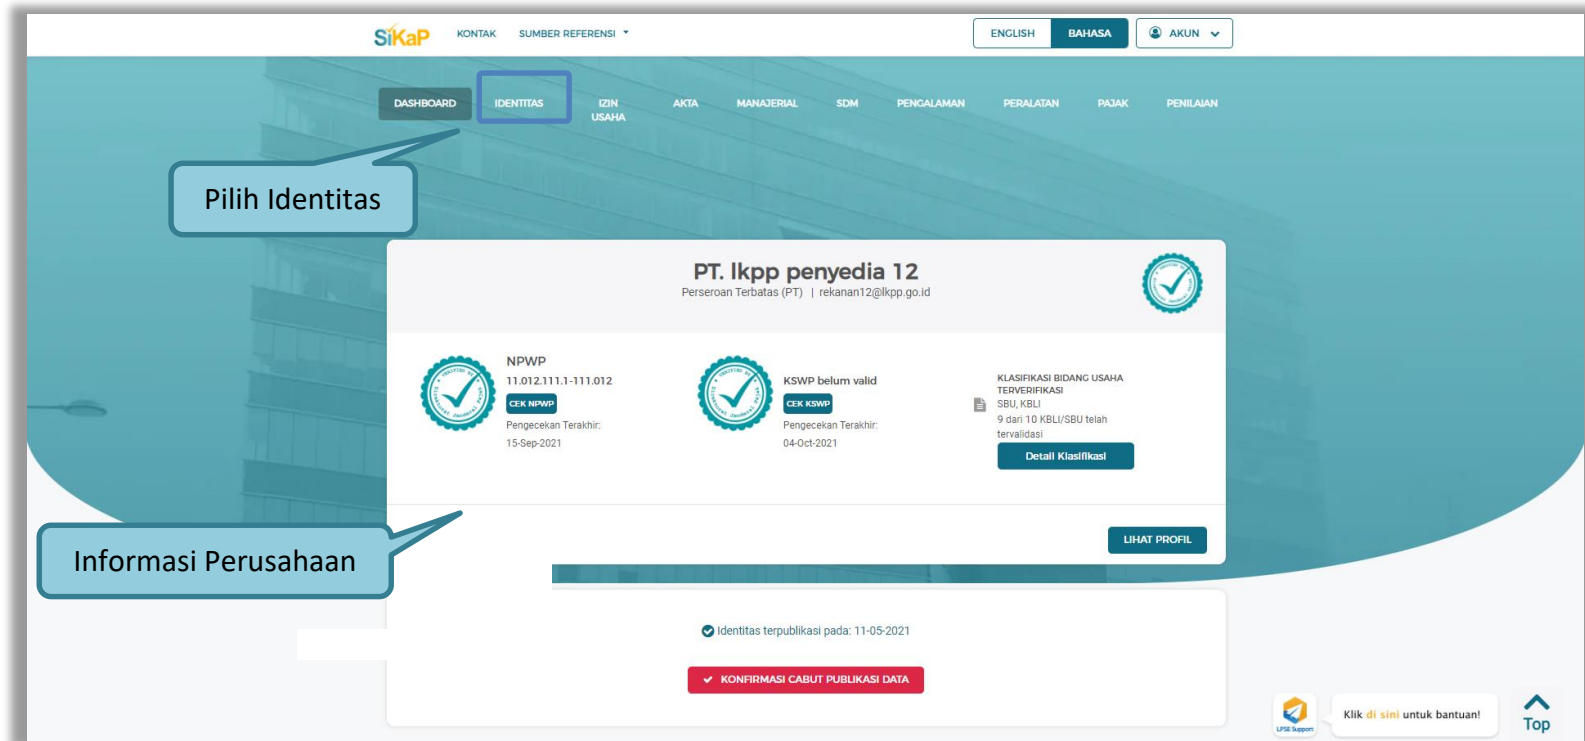 SiKaP
KONTAK
SUMBER REFERENSI
ENGLISH
BAHASA
AKUN
DASHBOARD
IDENTITAS
IZIN
USAHA
AKTA
MANAJERIAL
SDM
PENGALAMAN
PERALATAN
PAJAK
PENILAIAN
Pilih Identitas
PT. lkpp penyedia 12
Perseroan Terbatas (PT) | rekanan12@lkpp.go.id
NPWP
11.012.111.1-111.012
CEK NPWP
Pengecekan Terakhir:
15-Sep-2021
KSWP belum valid
CEK KSWP
Pengecekan Terakhir:
04-Oct-2021
KLASIFIKASI BIDANG USAHA
TERVERIFIKASI
SBU, KBLI
9 dari 10 KBLI/SBU telah
tervalidasi
Detail Klasifikasi
Informasi Perusahaan
LIHAT PROFIL
Identitas terpublikasi pada: 11-05-2021
KONFIRMASI CABUT PUBLIKASI DATA
LPSE Support
Klik di sini untuk bantuan!
Top